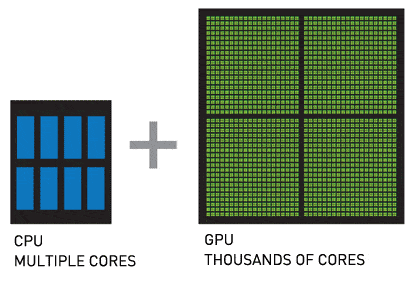 CPU
MULTIPLE CORES
GPU
THOUSANDS OF CORES